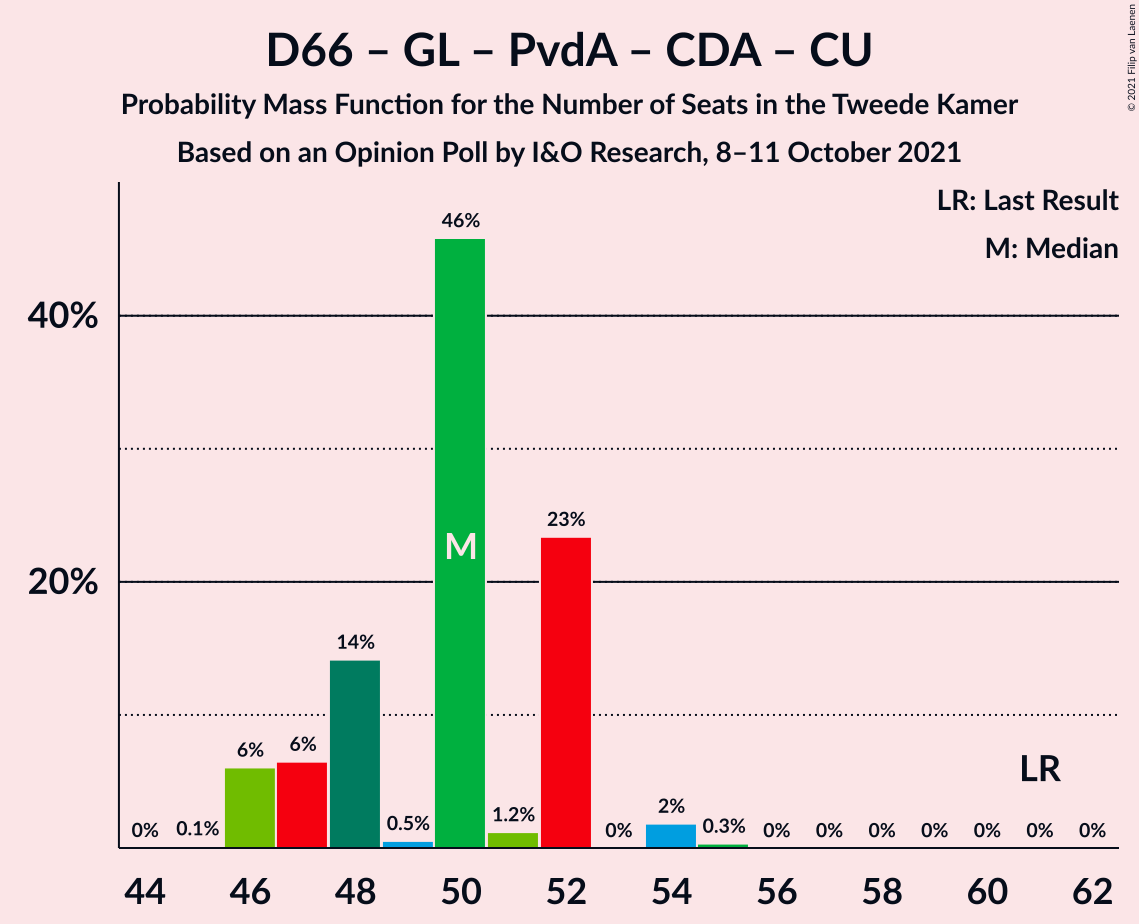 D66 – GL – PvdA – CDA – CU
Probability Mass Function for the Number of Seats in the Tweede Kamer
Based on an Opinion Poll by I&O Research, 8–11 October 2021
© 2021 Filip van Laenen
LR: Last Result
M: Median
40%
20%
0% 0.1% 6% 6% 14% 0.5% 46% 1.2% 23% 0% 2% 0.3% 0% 0% 0% 0% 0% 0% 0%
M
LR
44 46 48 50 52 54 56 58 60 62